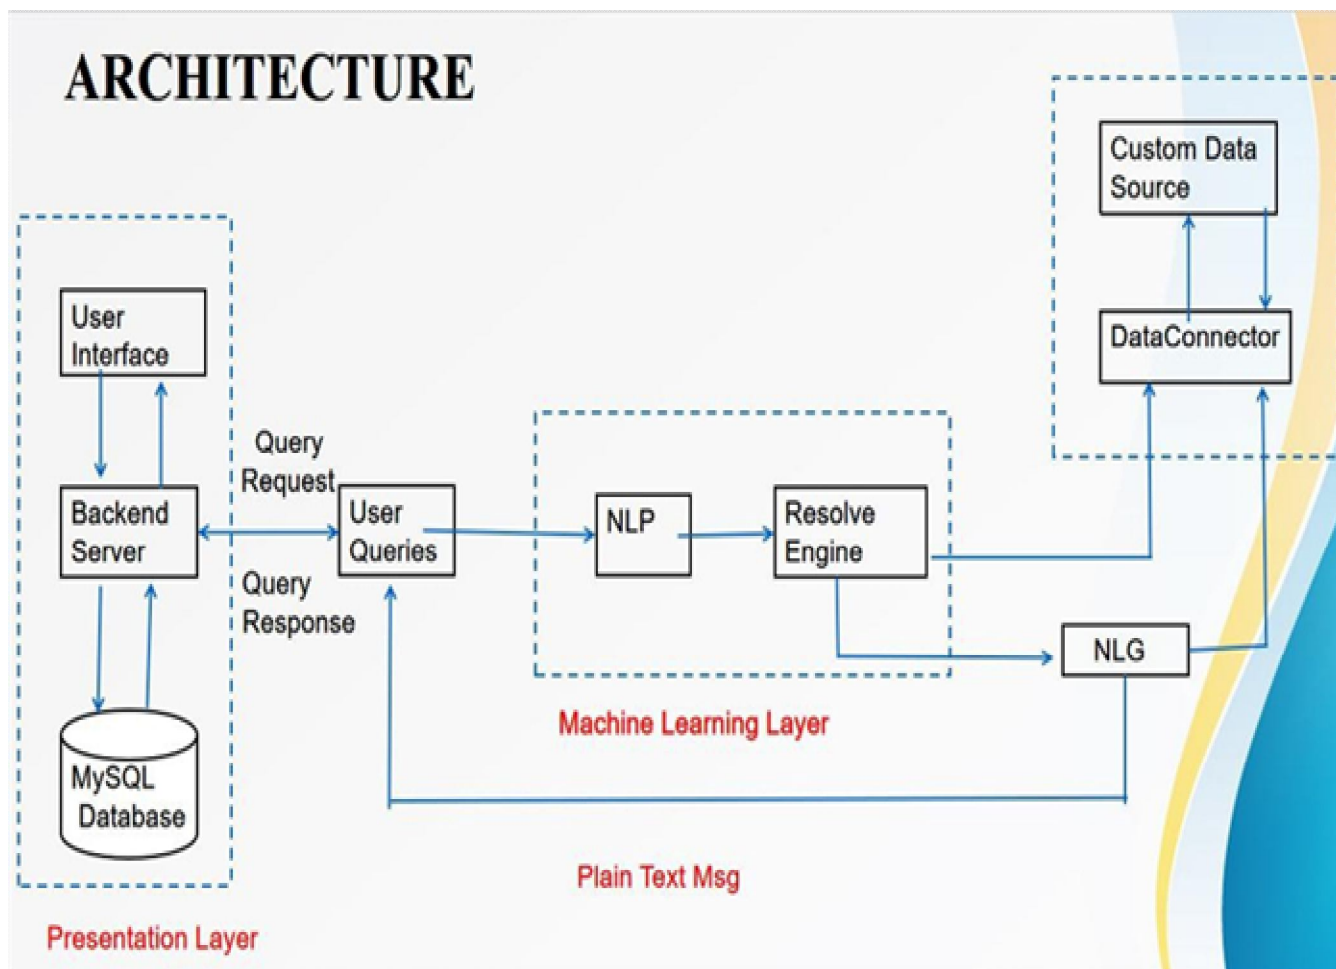 ARCHITECTURE
Custom Data
Source
DataConnector
User
Interface
Query
Request
Backend
Server
User
Queries
NLP
Resolve
Engine
Query
Response
NLG
Machine Learning Layer
MySQL
Database
Plain Text Msg
Presentation Layer